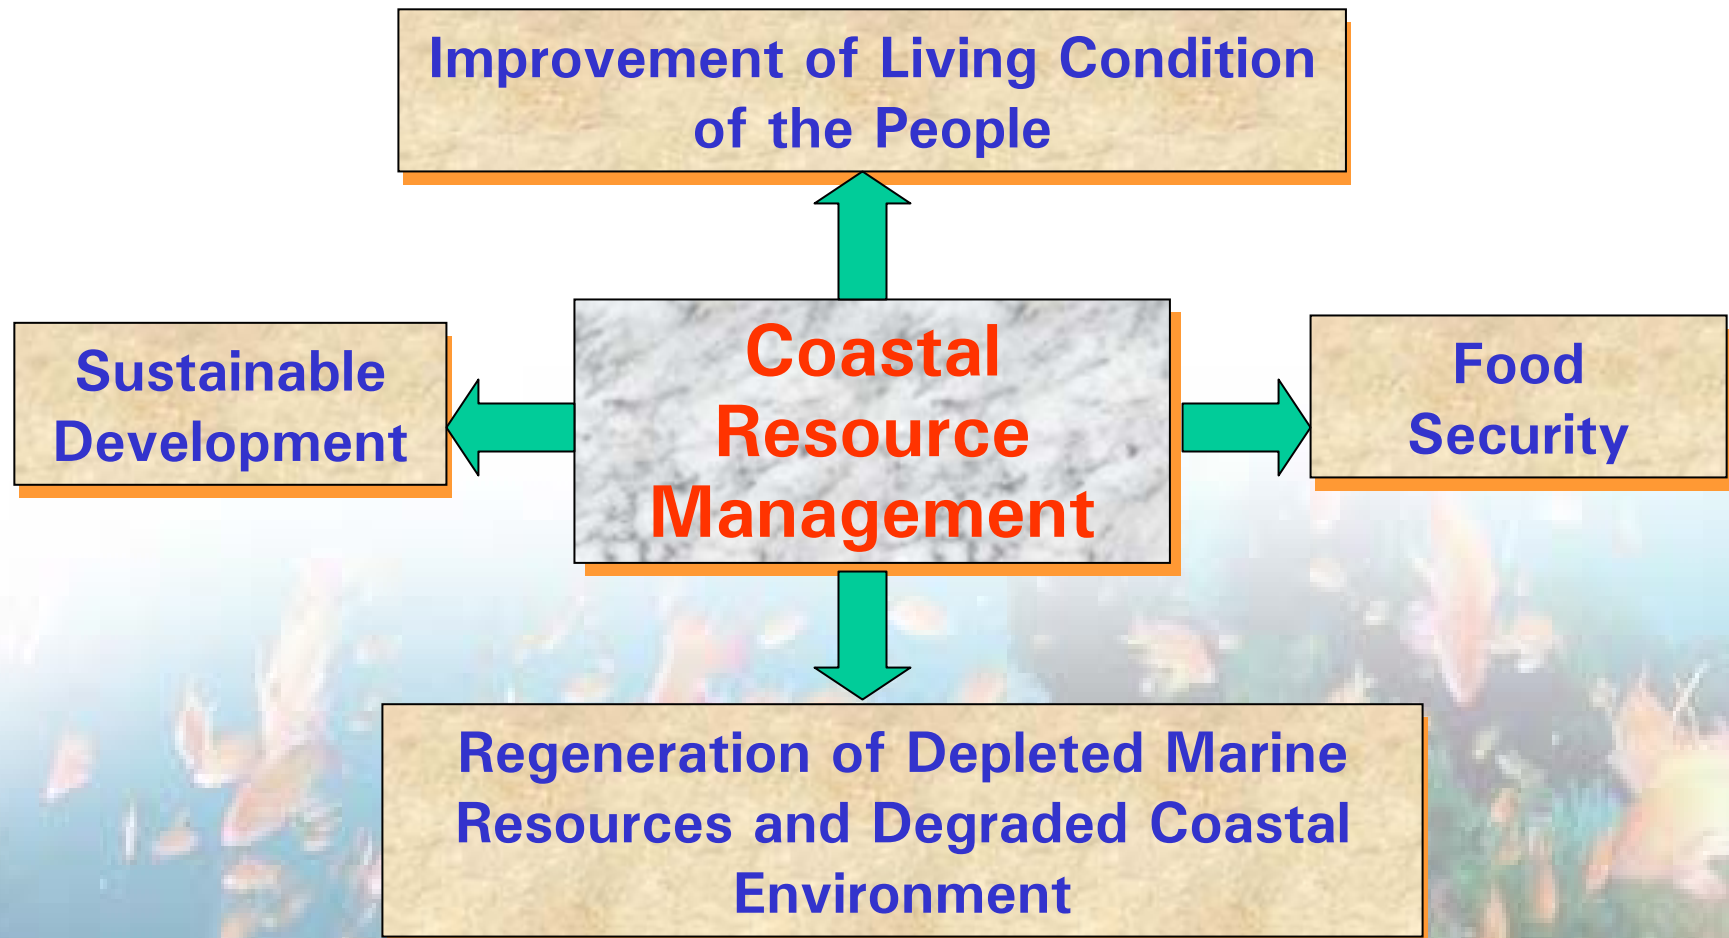 Improvement of Living Condition
of the People
Sustainable
Development
Coastal
Resource
Management
Food
Security
Regeneration of Depleted Marine
Resources and Degraded Coastal
Environment